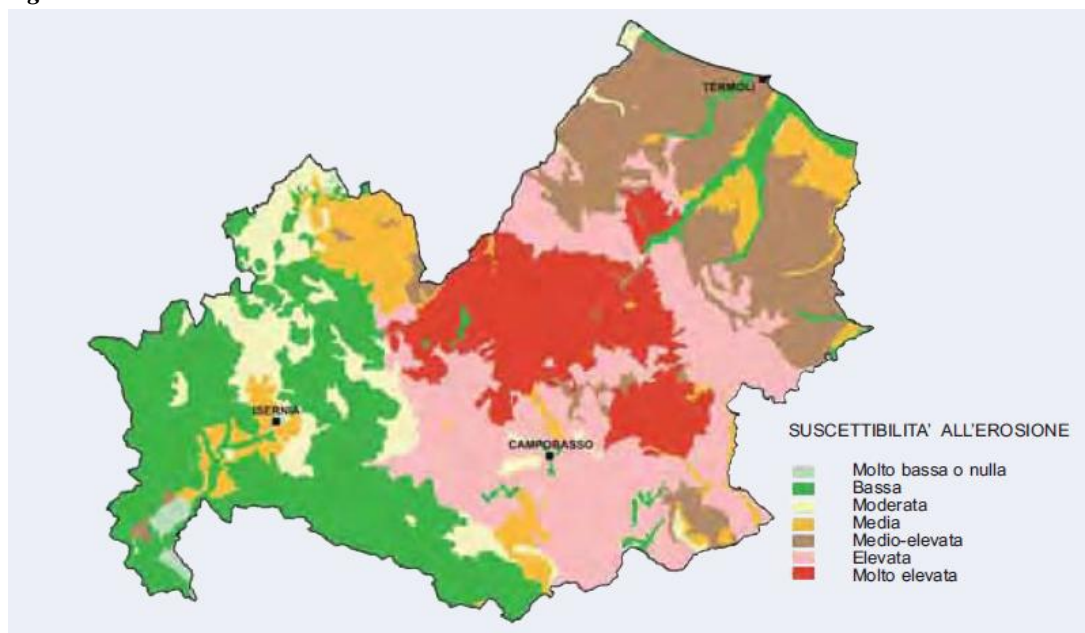 TERMOLI
ISERNIA
CAMPOBASSO
SUSCETTIBILITA' ALL'EROSIONE
Molto bassa o nulla
Bassa
Moderata
Media
Medio-elevata
Elevata
Molto elevata